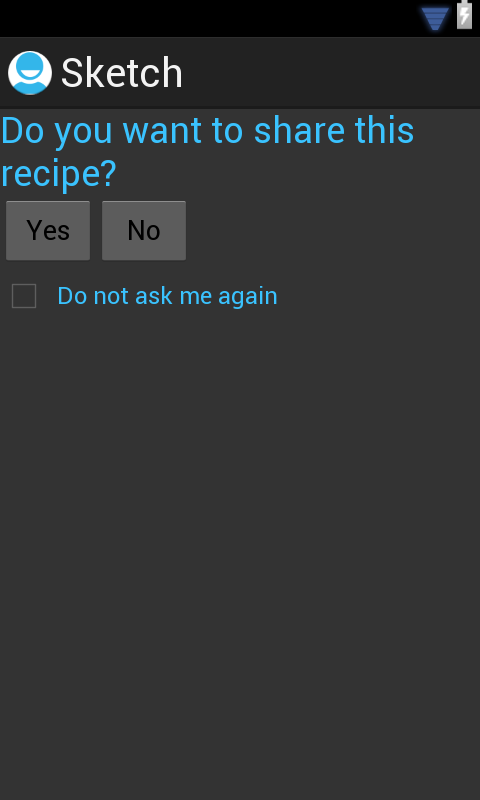 Sketch
Do you want to share this
recipe?
Yes
No
Do not ask me again